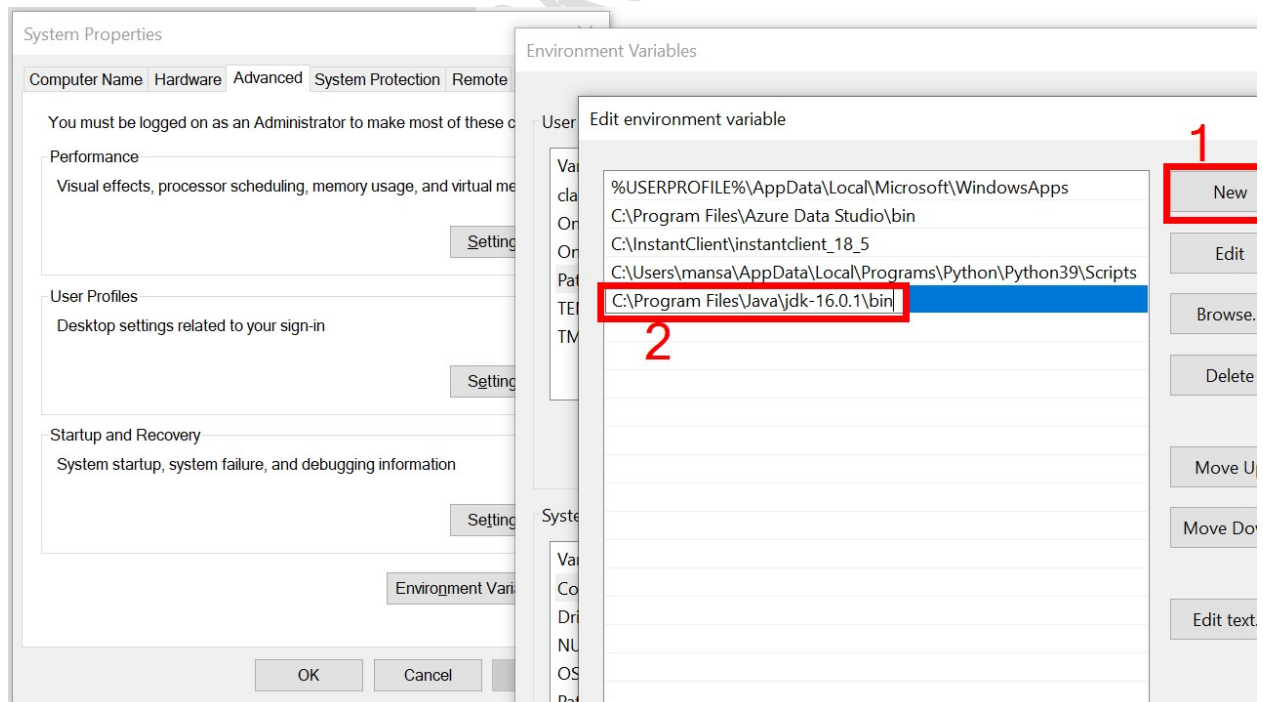 System Properties
Computer Name Hardware Advanced System Protection Remote
You must be logged on as an Administrator to make most of these c
Performance
Visual effects, processor scheduling, memory usage, and virtual me
Setting
User Profiles
Desktop settings related to your sign-in
Setting
Startup and Recovery
System startup, system failure, and debugging information
Setting
Environment Vari
OK Cancel
Environment Variables
User
Var
cla
On
On
Pat
TEM
TM
Syste
Var
Co
Dri
NU
OS
Pat
Edit environment variable
1
%USERPROFILE%\AppData\Local\Microsoft\WindowsApps
C:\Program Files\Azure Data Studio\bin
C:\InstantClient\instantclient_18_5
C:\Users\mansa\AppData\Local\Programs\Python\Python39\Scripts
C:\Program Files\Java\jdk-16.0.1\bin
2
New
Edit
Browse.
Delete
Move Up
Move Dow
Edit text.